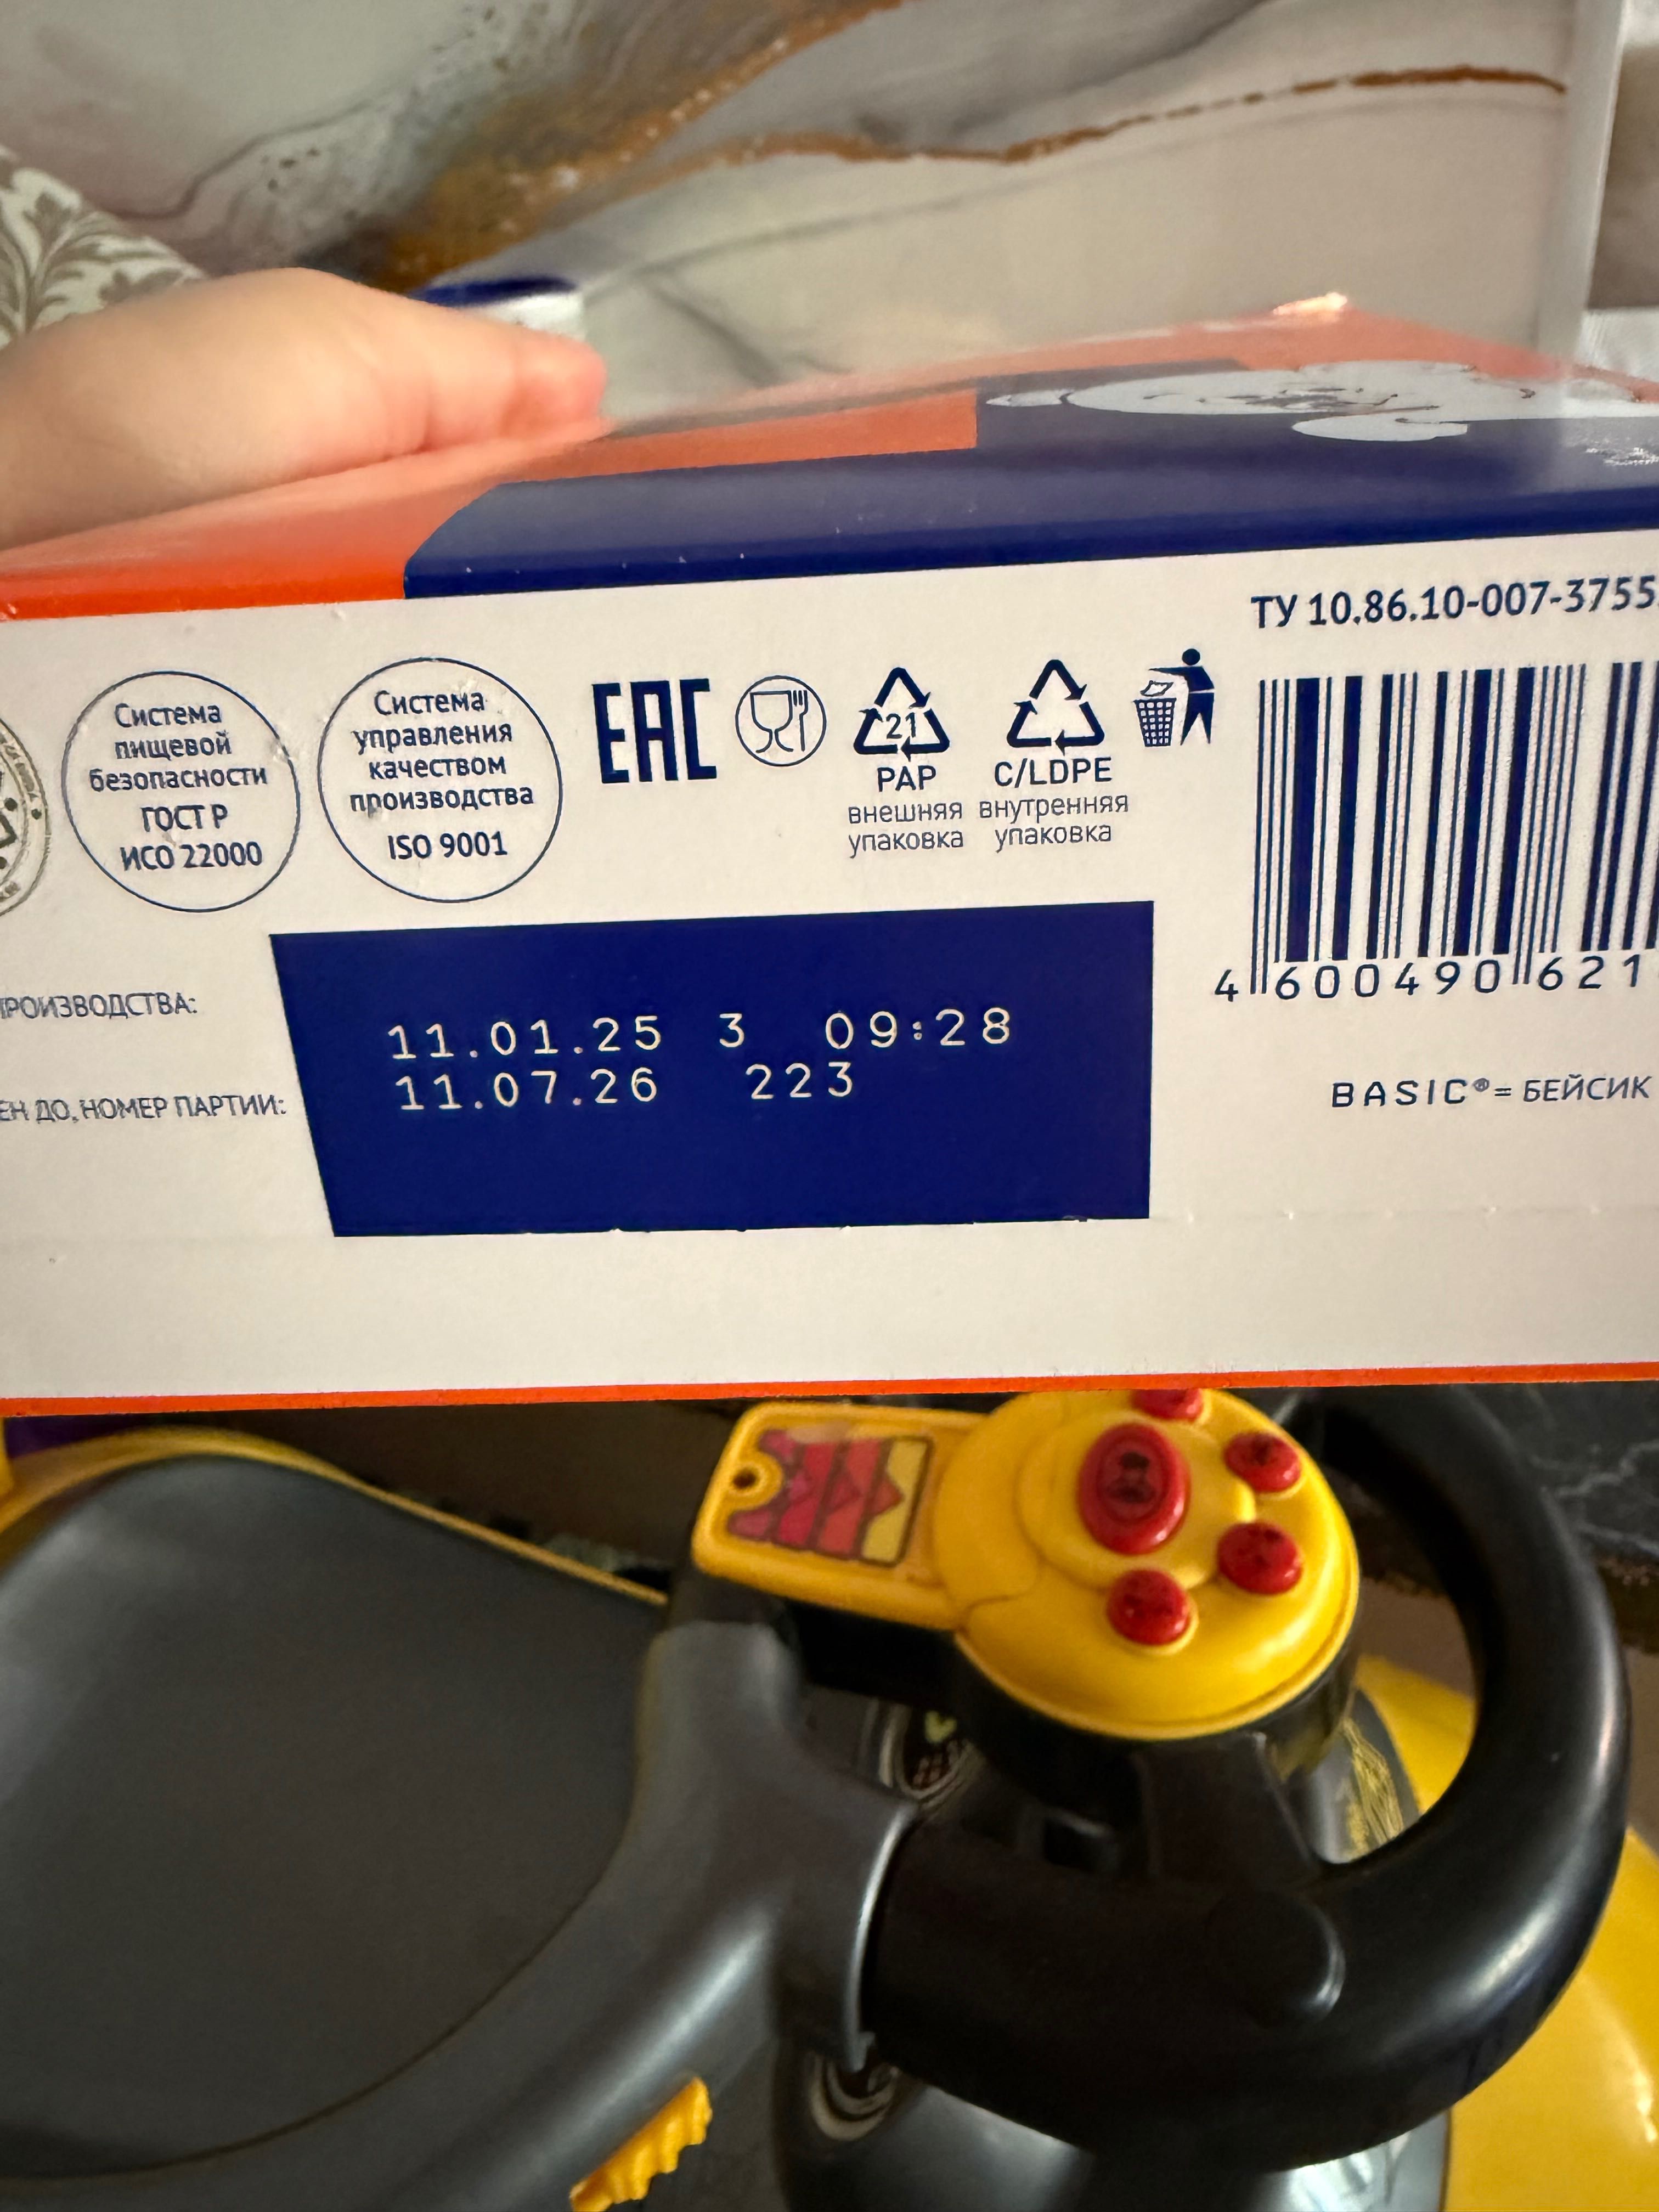 ТУ 10.86.10-007-3755
Система
пищевой
безопасности
ГОСТ Р
ИСО 22000
Система
управления
качеством
производства
ISO 9001
EAC
21
PAP
внешняя
упаковка
C/LDPE
внутренняя
упаковка
4 600490 621
ПРОИЗВОДСТВА:
11.01.25 3 09:28
ЕН ДО, НОМЕР ПАРТИИ:
11.07.26 223
BASIC®= БЕЙСИК